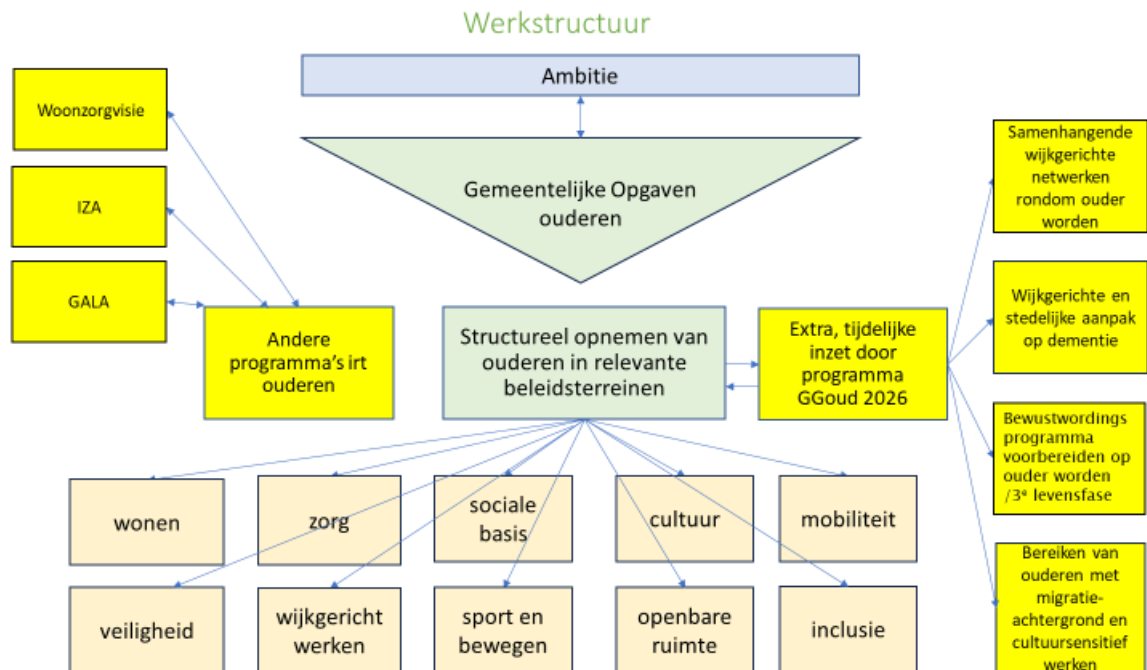 Werkstructuur
Ambitie
Gemeentelijke Opgaven
ouderen
Woonzorgvisie
IZA
GALA
Andere
programma's irt
ouderen
Structureel opnemen van
ouderen in relevante
beleidsterreinen
Extra, tijdelijke
inzet door
programma
GGoud 2026
Samenhangende
wijkgerichte
netwerken
rondom ouder
worden
Wijkgerichte en
stedelijke aanpak
op dementie
Bewustwordings
programma
voorbereiden op
ouder worden
/3ᵉ levensfase
Bereiken van
ouderen met
migratie-
achtergrond en
cultuursensitief
werken
wonen
zorg
sociale
basis
cultuur
mobiliteit
veiligheid
wijkgericht
werken
sport en
bewegen
openbare
ruimte
inclusie